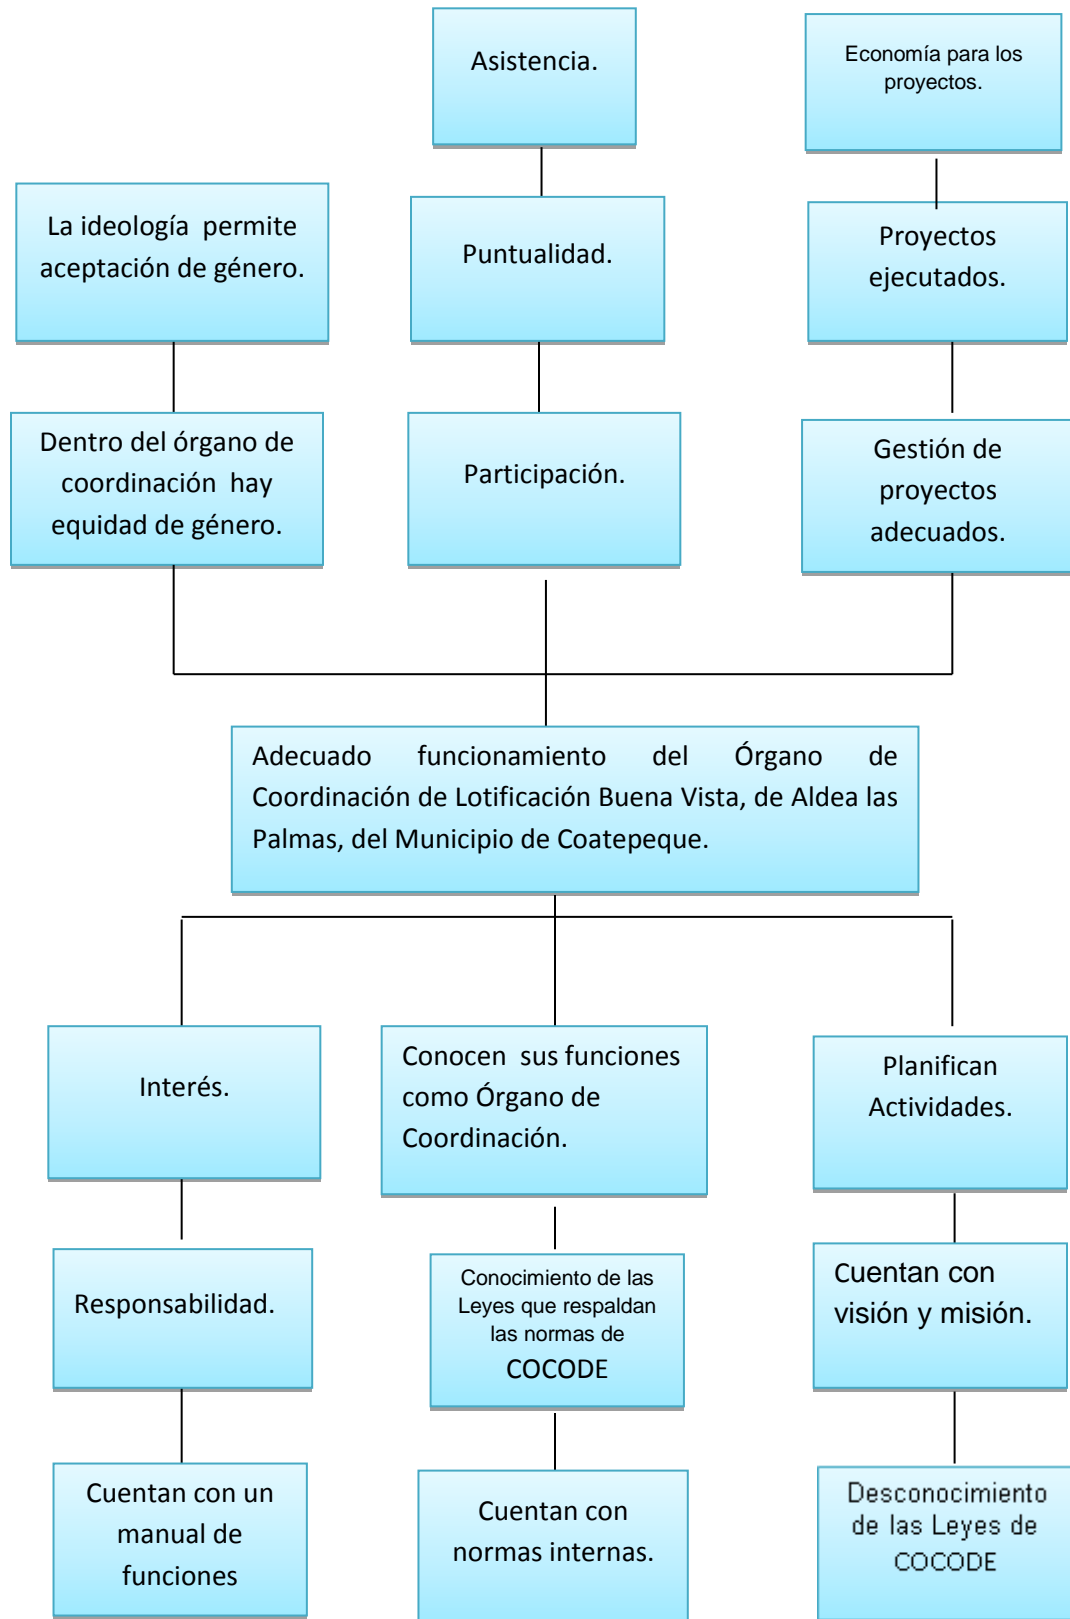 Asistencia.
Economía para los
proyectos.
La ideología permite
aceptación de género.
Puntualidad.
Proyectos
ejecutados.
Dentro del órgano de
coordinación hay
equidad de género.
Participación.
Gestión de
proyectos
adecuados.
Adecuado funcionamiento del Órgano de
Coordinación de Lotificación Buena Vista, de Aldea las
Palmas, del Municipio de Coatepeque.
Interés.
Conocen sus funciones
como Órgano de
Coordinación.
Planifican
Actividades.
Responsabilidad.
Conocimiento de las
Leyes que respaldan
las normas de
COCODE
Cuentan con
visión y misión.
Cuentan con un
manual de
funciones
Cuentan con
normas internas.
Desconocimiento
de las Leyes de
COCODE